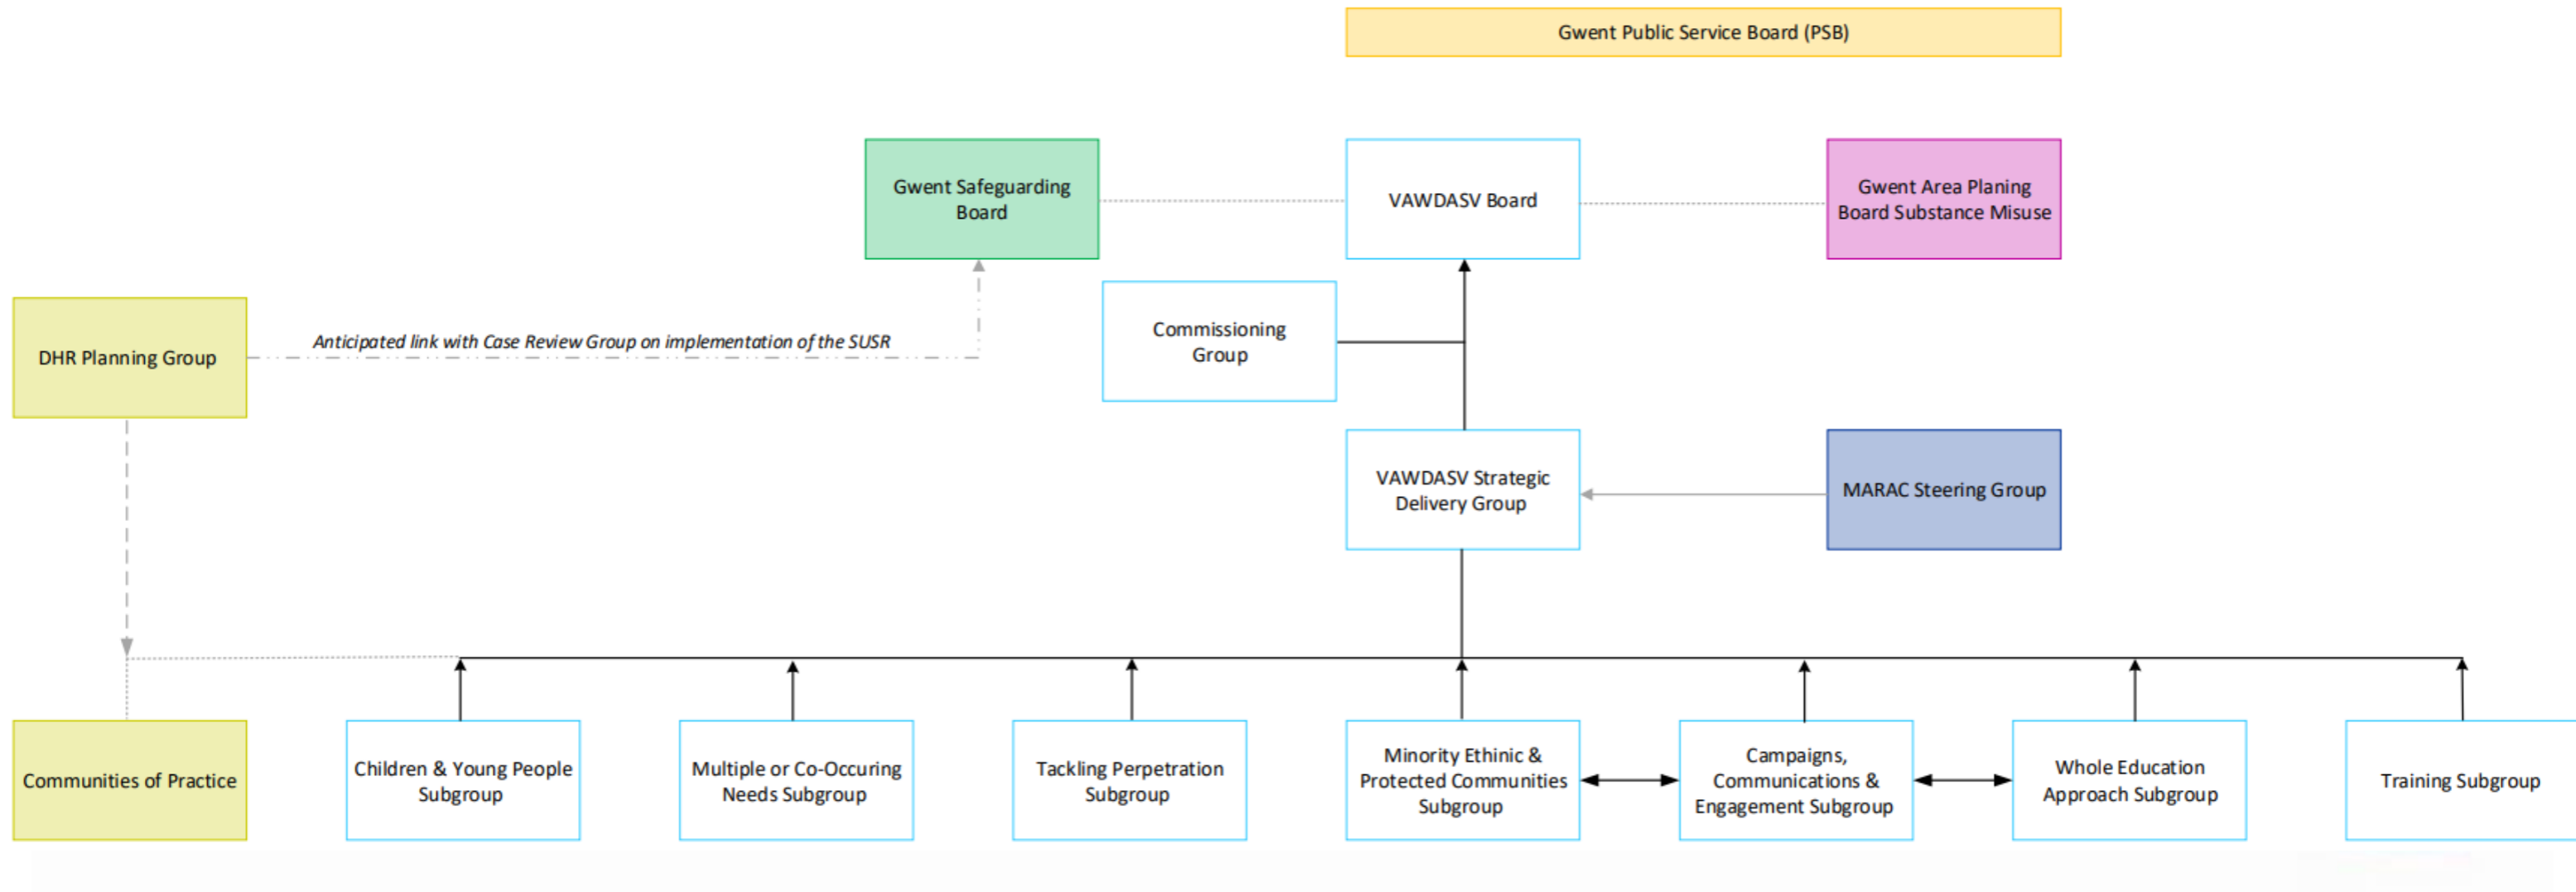 Gwent Public Service Board (PSB)
Gwent Safeguarding
Board
VAWDASV Board
Gwent Area Planing
Board Substance Misuse
Commissioning
Group
DHR Planning Group
Anticipated link with Case Review Group on implementation of the SUSR
VAWDASV Strategic
Delivery Group
MARAC Steering Group
Communities of Practice
Children & Young People
Subgroup
Multiple or Co-Occuring
Needs Subgroup
Tackling Perpetration
Subgroup
Minority Ethinic &
Protected Communities
Subgroup
Campaigns,
Communications &
Engagement Subgroup
Whole Education
Approach Subgroup
Training Subgroup